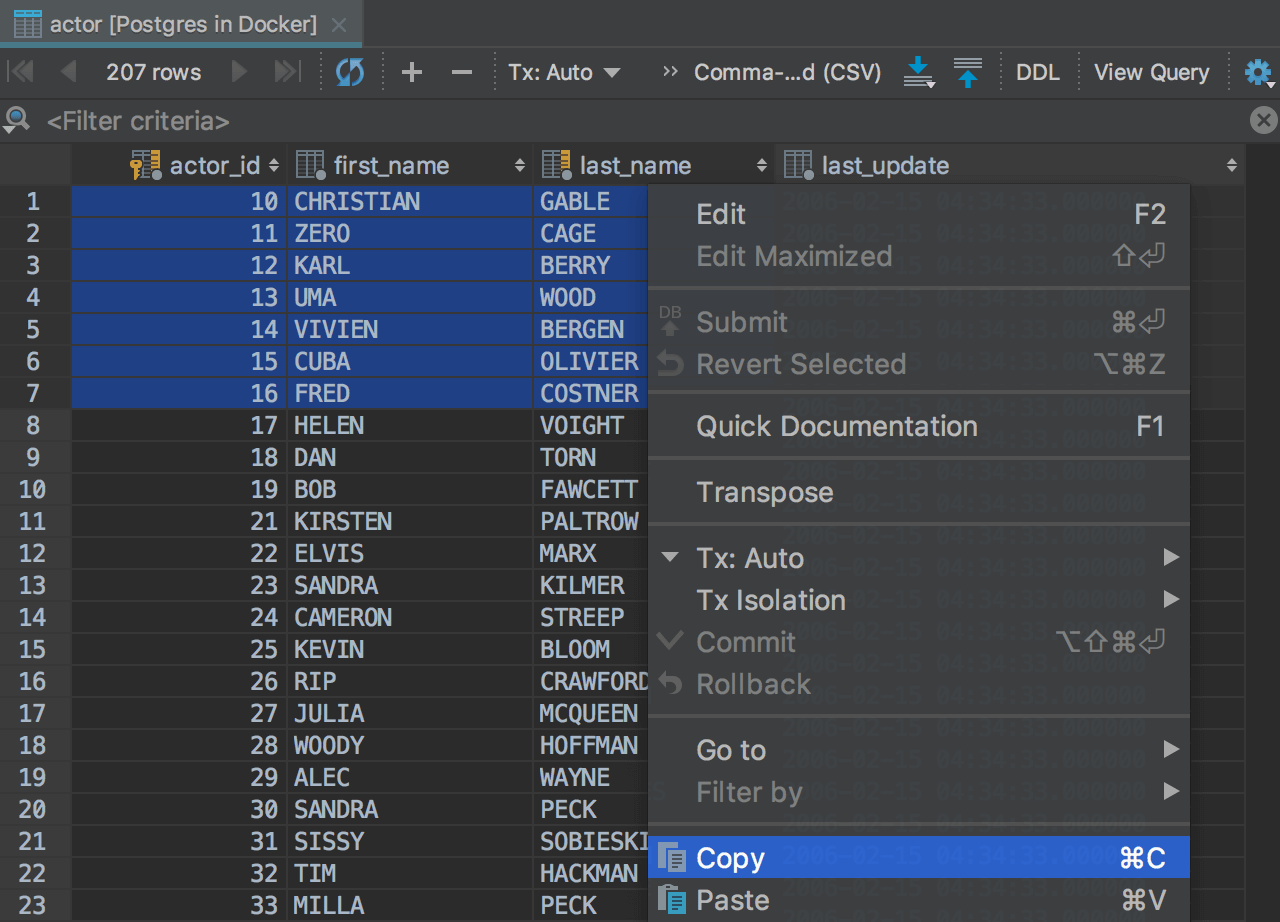 actor [Postgres in Docker]
207 rows Tx: Auto Comma-...d (CSV) DDL View Query
<Filter criteria>
actor_id first_name last_name last_update
1 10 CHRISTIAN GABLE
2 11 ZERO CAGE
3 12 KARL BERRY
4 13 UMA WOOD
5 14 VIVIEN BERGEN
6 15 CUBA OLIVIER
7 16 FRED COSTNER
8 17 HELEN VOIGHT
9 18 DAN TORN
10 19 BOB FAWCETT
11 21 KIRSTEN PALTROW
12 22 ELVIS MARX
13 23 SANDRA KILMER
14 24 CAMERON STREEP
15 25 KEVIN BLOOM
16 26 RIP CRAWFORD
17 27 JULIA MCQUEEN
18 28 WOODY HOFFMAN
19 29 ALEC WAYNE
20 30 SANDRA PECK
21 31 SISSY SOBIESKI
22 32 TIM HACKMAN
23 33 MILLA PECK
Edit F2
Edit Maximized ⇧⏎
DB
Submit ⌘⏎
Revert Selected ⌥⌘Z
Quick Documentation F1
Transpose
Tx: Auto
Tx Isolation
Commit ⌥⇧⌘⏎
Rollback
Go to
Filter by
Copy ⌘C
Paste ⌘V